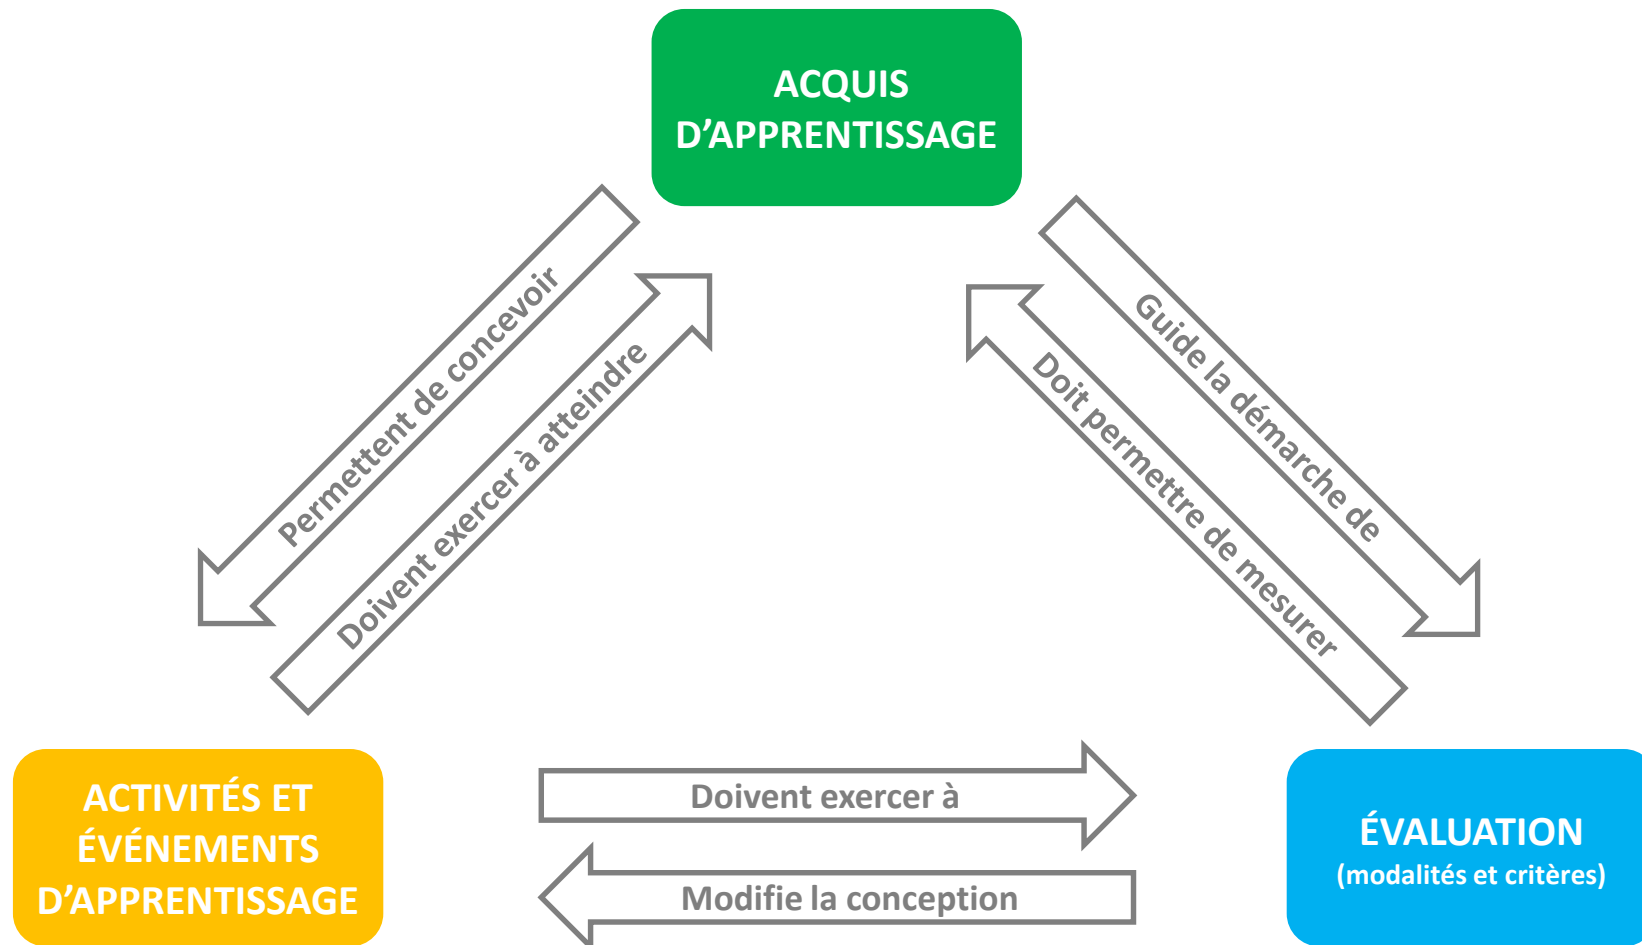 ACQUIS
D’APPRENTISSAGE
Permettent de concevoir
Doivent exercer à atteindre
Guide la démarche de
Doit permettre de mesurer
ACTIVITÉS ET
ÉVÉNEMENTS
D’APPRENTISSAGE
Doivent exercer à
Modifie la conception
ÉVALUATION
(modalités et critères)